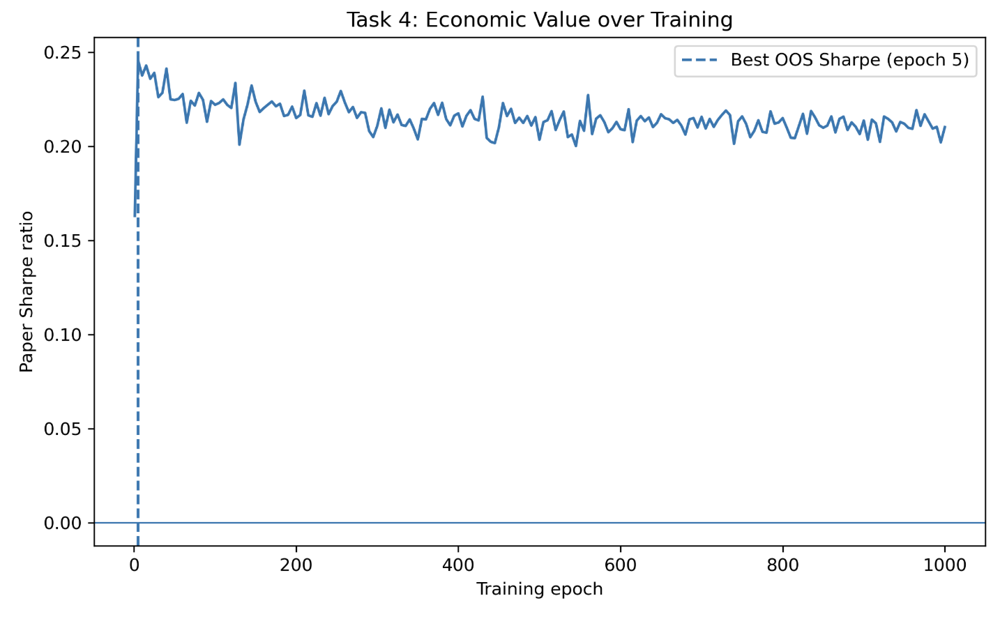 Task 4: Economic Value over Training
Best OOS Sharpe (epoch 5)
Paper Sharpe ratio
0.25
0.20
0.15
0.10
0.05
0.00
0 200 400 600 800 1000
Training epoch